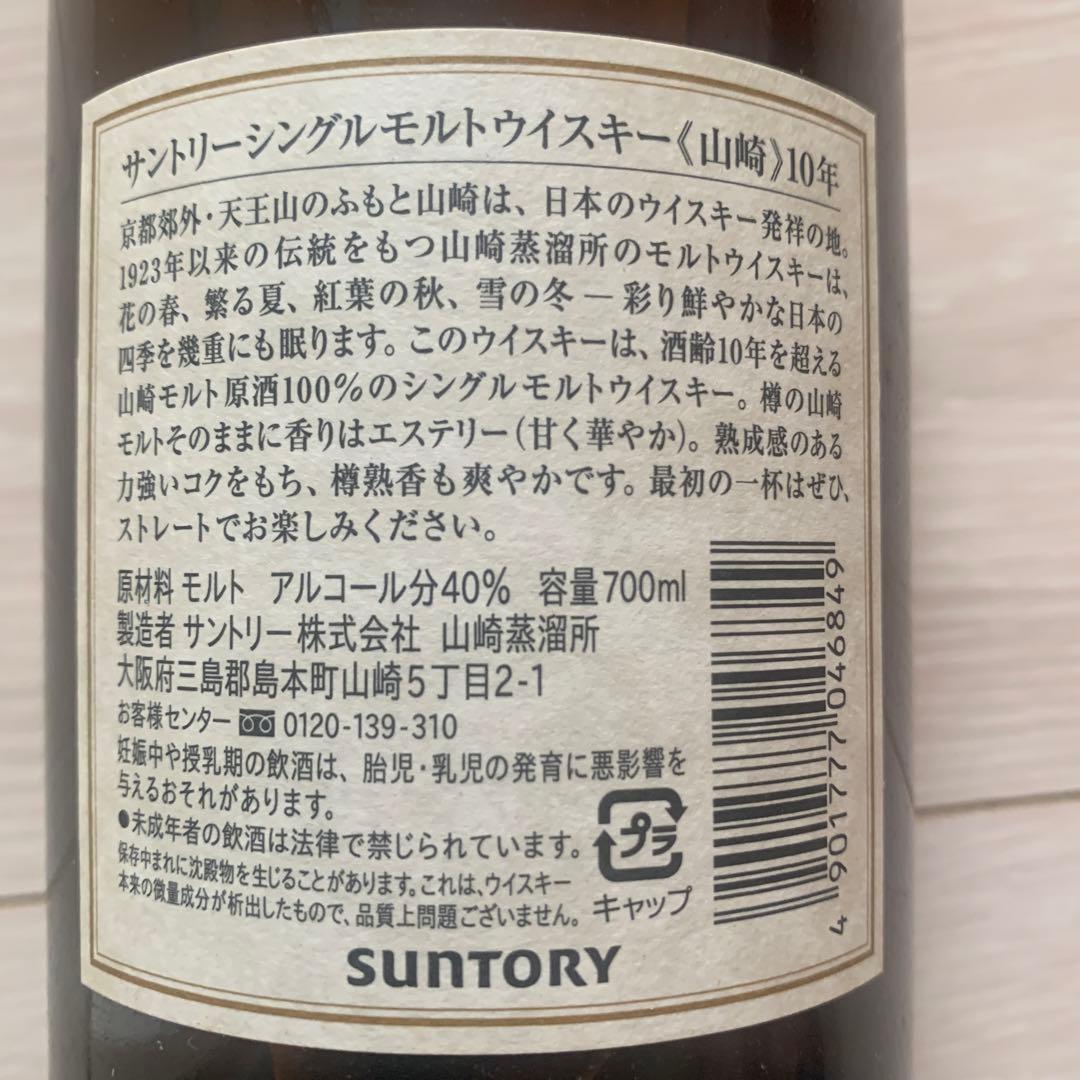 サントリーシングルモルトウイスキー《山崎》10年
京都郊外・天王山のふもと山崎は、日本のウイスキー発祥の地。
1923年以来の伝統をもつ山崎蒸溜所のモルトウイスキーは、
花の春、繁る夏、紅葉の秋、雪の冬 — 彩り鮮やかな日本の
四季を幾重にも眠ります。このウイスキーは、酒齢10年を超える
山崎モルト原酒100%のシングルモルトウイスキー。樽の山崎
モルトそのままに香りはエステリー(甘く華やか)。熟成感のある
力強いコクをもち、樽熟香も爽やかです。最初の一杯はぜひ、
ストレートでお楽しみください。
原材料 モルト アルコール分40% 容量700ml
製造者 サントリー株式会社 山崎蒸溜所
大阪府三島郡島本町山崎5丁目2-1
お客様センター 0120-139-310
妊娠中や授乳期の飲酒は、胎児・乳児の発育に悪影響を
与えるおそれがあります。
●未成年者の飲酒は法律で禁じられています。
保存中まれに沈殿物を生じることがあります。これは、ウイスキー
本来の微量成分が析出したもので、品質上問題ございません。
プラ
キャップ
SUNTORY
4901777046849